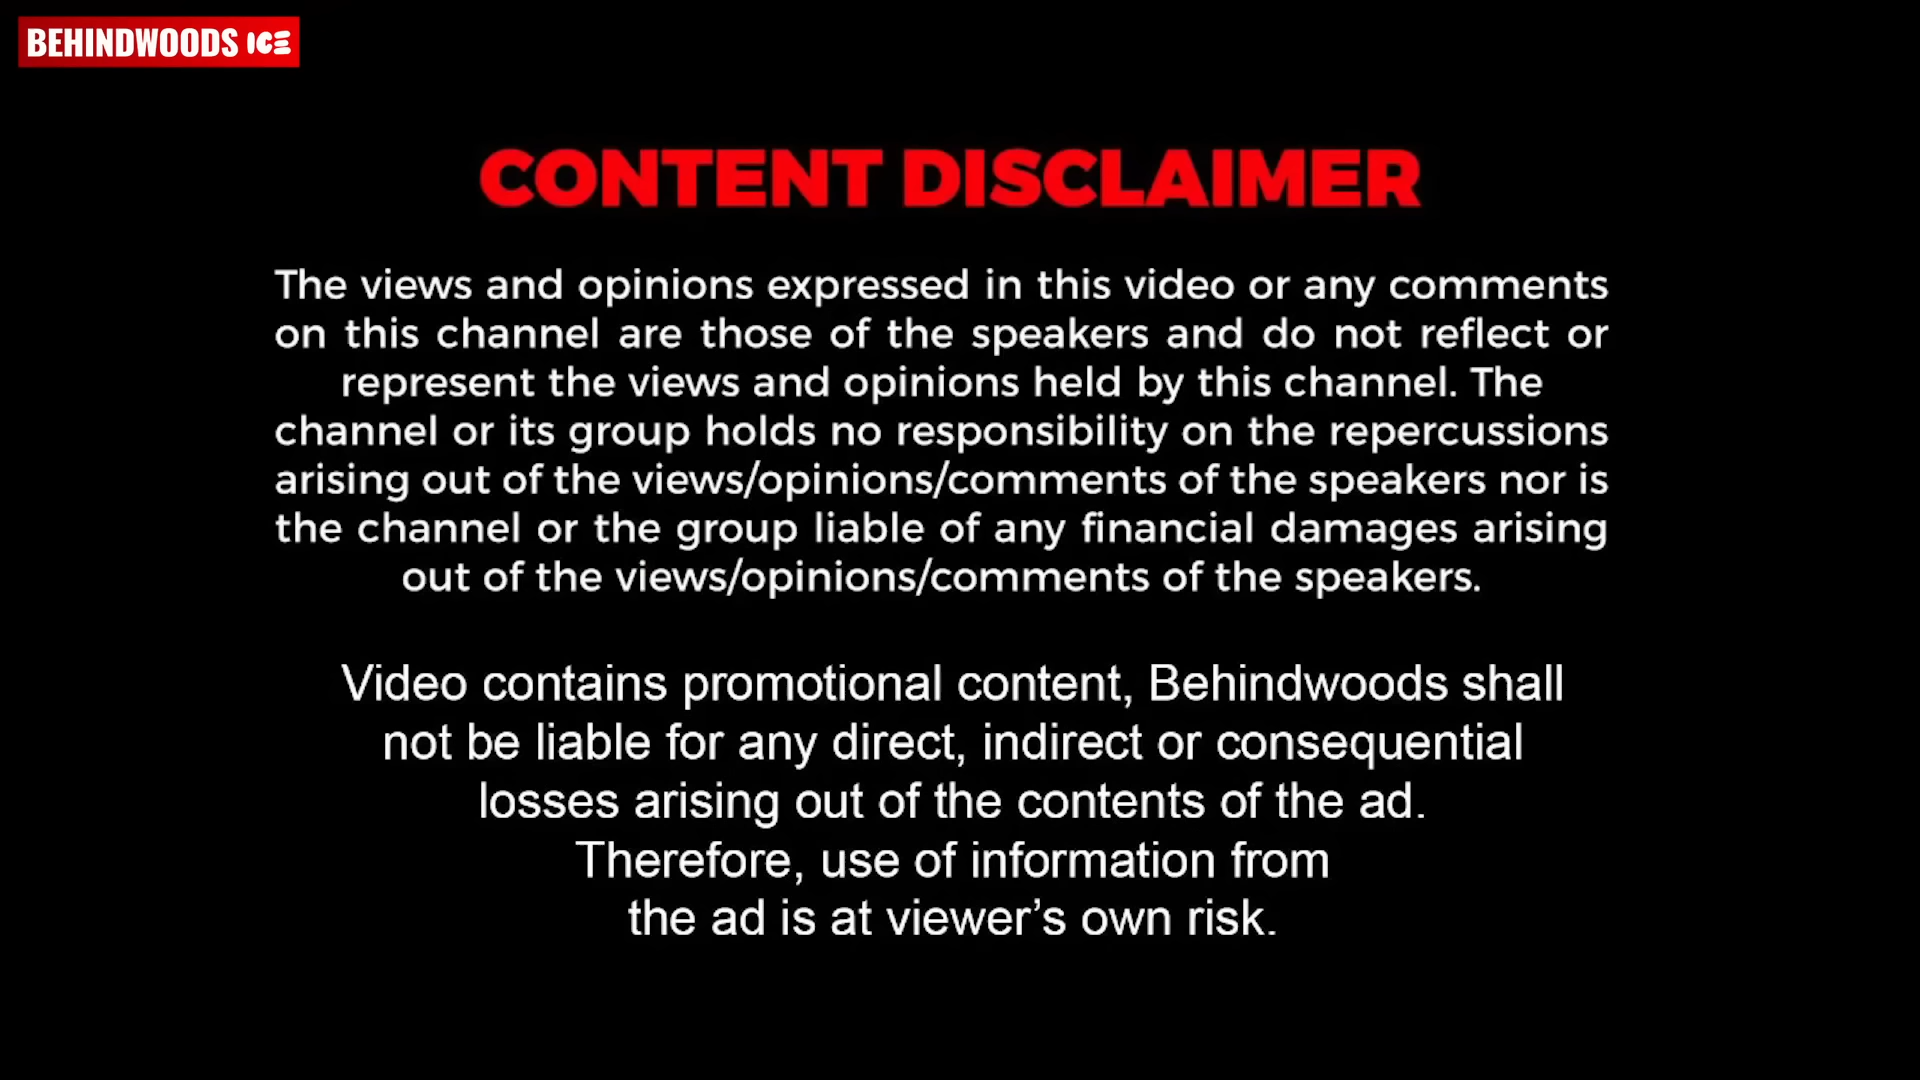 BEHINDWOODS ICE
CONTENT DISCLAIMER
The views and opinions expressed in this video or any comments
on this channel are those of the speakers and do not reflect or
represent the views and opinions held by this channel. The
channel or its group holds no responsibility on the repercussions
arising out of the views/opinions/comments of the speakers nor is
the channel or the group liable of any financial damages arising
out of the views/opinions/comments of the speakers.
Video contains promotional content, Behindwoods shall
not be liable for any direct, indirect or consequential
losses arising out of the contents of the ad.
Therefore, use of information from
the ad is at viewer’s own risk.